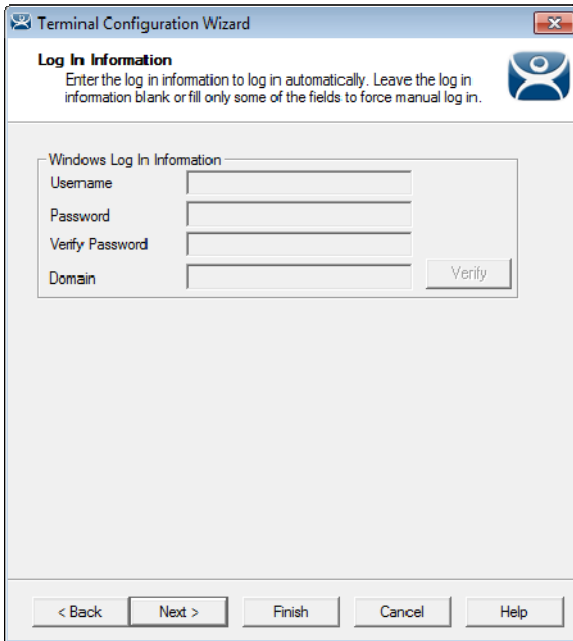 Terminal Configuration Wizard
Log In Information
Enter the log in information to log in automatically. Leave the log in
information blank or fill only some of the fields to force manual log in.
Windows Log In Information
Username
Password
Verify Password
Domain
Verify
< Back
Next >
Finish
Cancel
Help